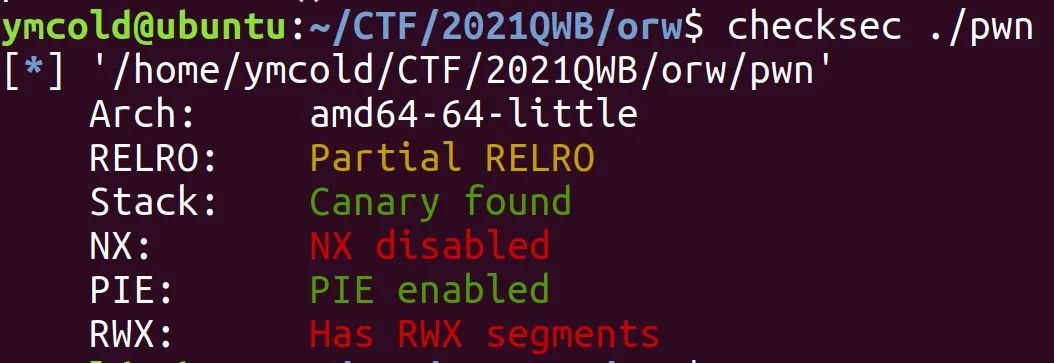 ymcold@ubuntu:~/CTF/2021QWB/orw$ checksec ./pwn
[*] '/home/ymcold/CTF/2021QWB/orw/pwn'
Arch: amd64-64-little
RELRO: Partial RELRO
Stack: Canary found
NX: NX disabled
PIE: PIE enabled
RWX: Has RWX segments